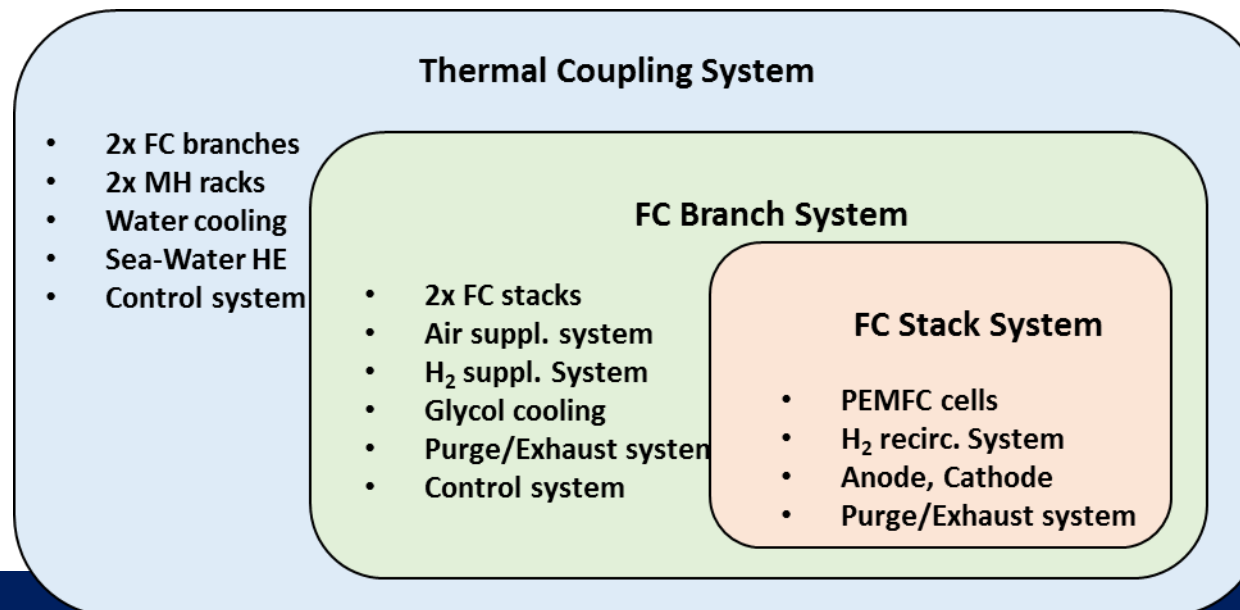 Thermal Coupling System
• 2x FC branches
• 2x MH racks
• Water cooling
• Sea-Water HE
• Control system
FC Branch System
• 2x FC stacks
• Air suppl. system
• H₂ suppl. System
• Glycol cooling
• Purge/Exhaust system
• Control system
FC Stack System
• PEMFC cells
• H₂ recirc. System
• Anode, Cathode
• Purge/Exhaust system